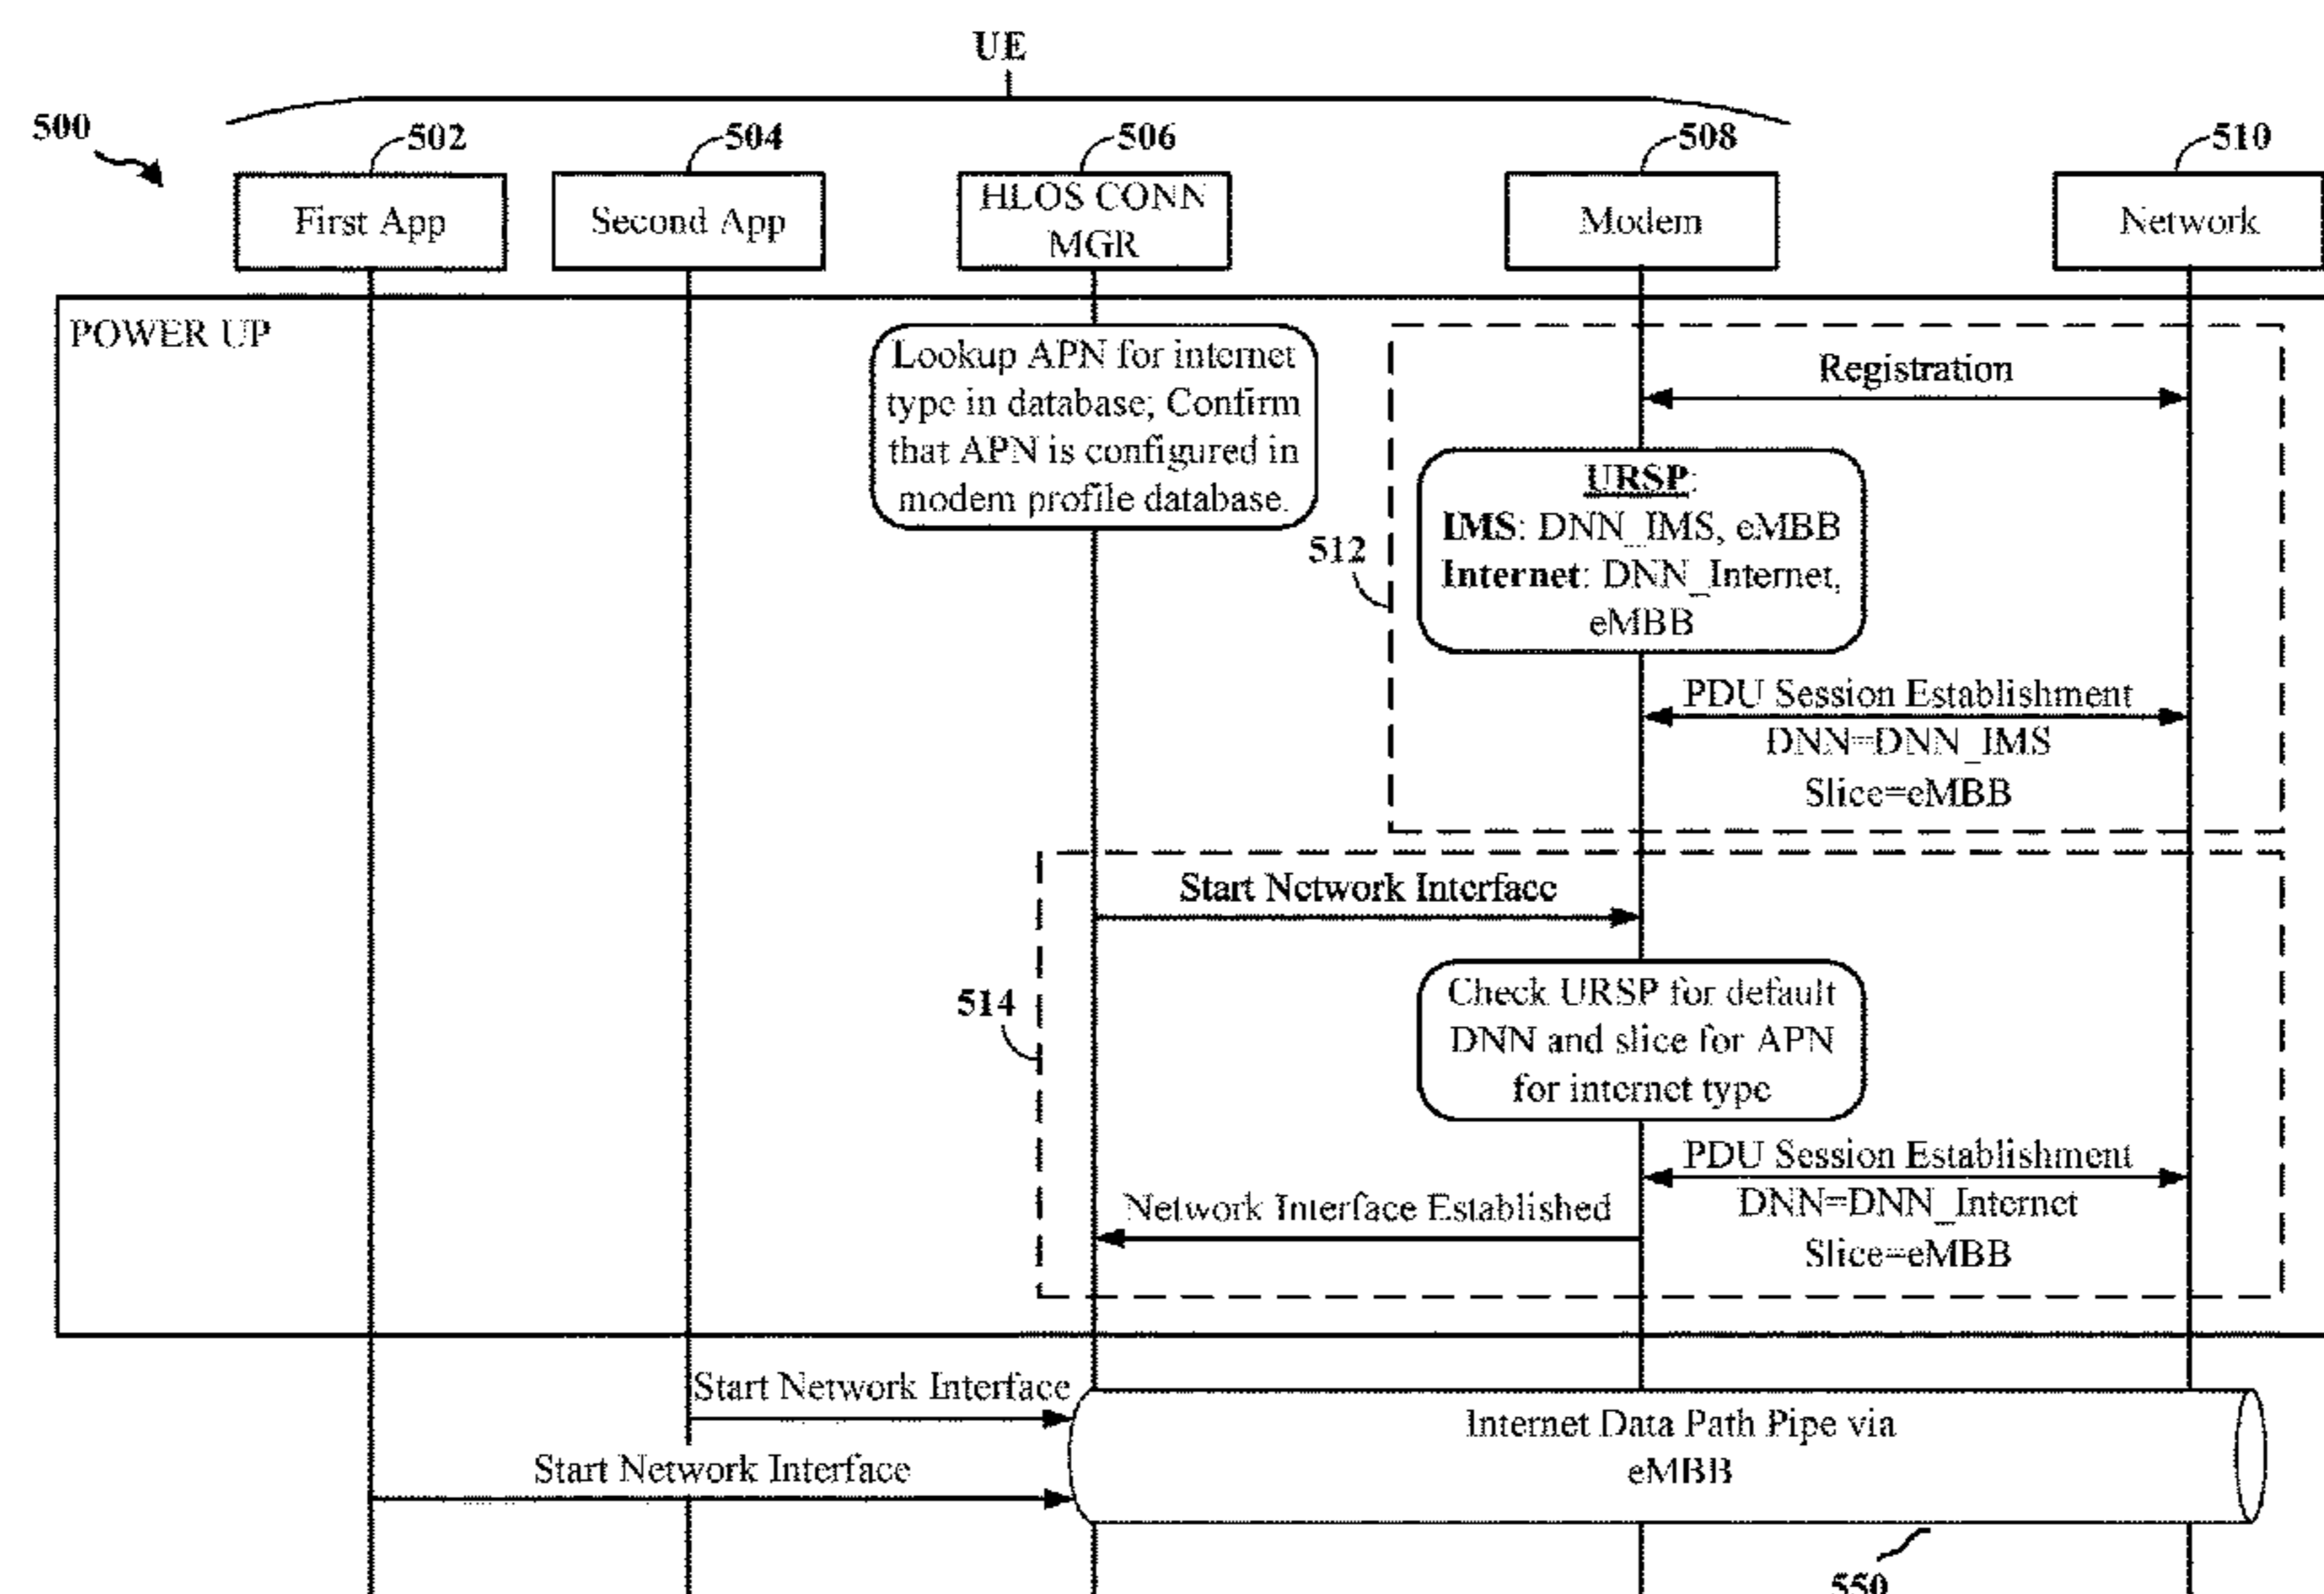 UE
500
502
504
506
508
510
First App
Second App
HLOS CONN
MGR
Modem
Network
POWER UP
Lookup APN for internet
type in database; Confirm
that APN is configured in
modem profile database.
Registration
URSP:
IMS: DNN_IMS, eMBB
Internet: DNN_Internet,
eMBB
512
PDU Session Establishment
DNN=DNN_IMS
Slice=eMBB
Start Network Interface
514
Check URSP for default
DNN and slice for APN
for internet type
PDU Session Establishment
DNN=DNN_Internet
Slice=eMBB
Network Interface Established
Start Network Interface
Start Network Interface
Internet Data Path Pipe via
eMBB
550